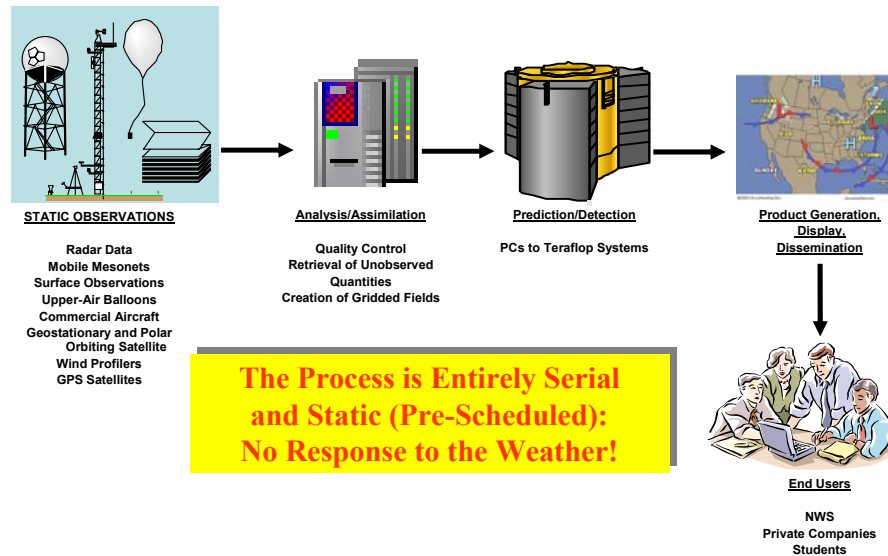 STATIC OBSERVATIONS
Radar Data
Mobile Mesonets
Surface Observations
Upper-Air Balloons
Commercial Aircraft
Geostationary and Polar
Orbiting Satellite
Wind Profilers
GPS Satellites
Analysis/Assimilation
Quality Control
Retrieval of Unobserved
Quantities
Creation of Gridded Fields
Prediction/Detection
PCs to Teraflop Systems
H
H
L
Product Generation,
Display,
Dissemination
The Process is Entirely Serial
and Static (Pre-Scheduled):
No Response to the Weather!
End Users
NWS
Private Companies
Students